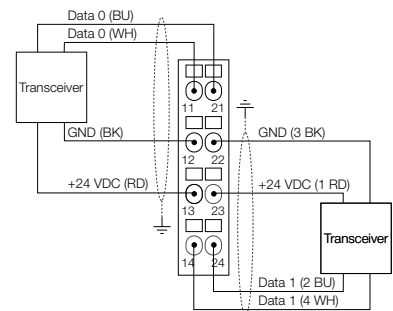 Data 0 (BU)
Data 0 (WH)
Transceiver
11 21
GND (BK)
GND (3 BK)
12 22
+24 VDC (RD)
+24 VDC (1 RD)
13 23
Transceiver
14 24
Data 1 (2 BU)
Data 1 (4 WH)